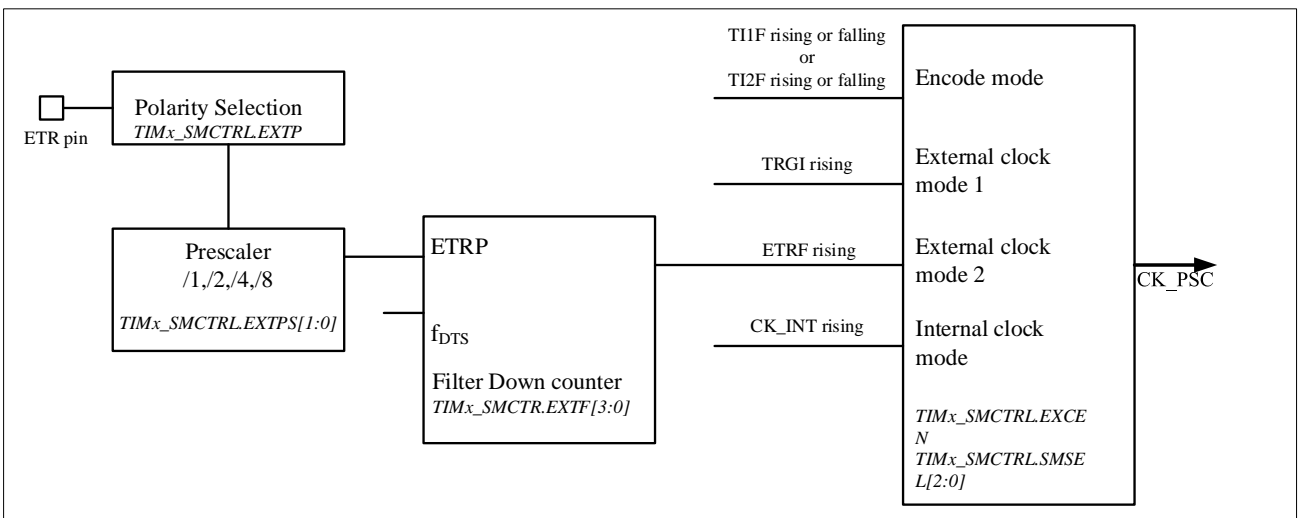 ETR pin
Polarity Selection
TIMx_SMCTRL.EXTP
Prescaler
/1,/2,/4,/8
TIMx_SMCTRL.EXTPS[1:0]
ETRP
fDTS
Filter Down counter
TIMx_SMCTR.EXTF[3:0]
TI1F rising or falling
or
TI2F rising or falling
TRGI rising
ETRF rising
CK_INT rising
Encode mode
External clock
mode 1
External clock
mode 2
Internal clock
mode
TIMx_SMCTRL.EXCE
N
TIMx_SMCTRL.SMSE
L[2:0]
CK_PSC